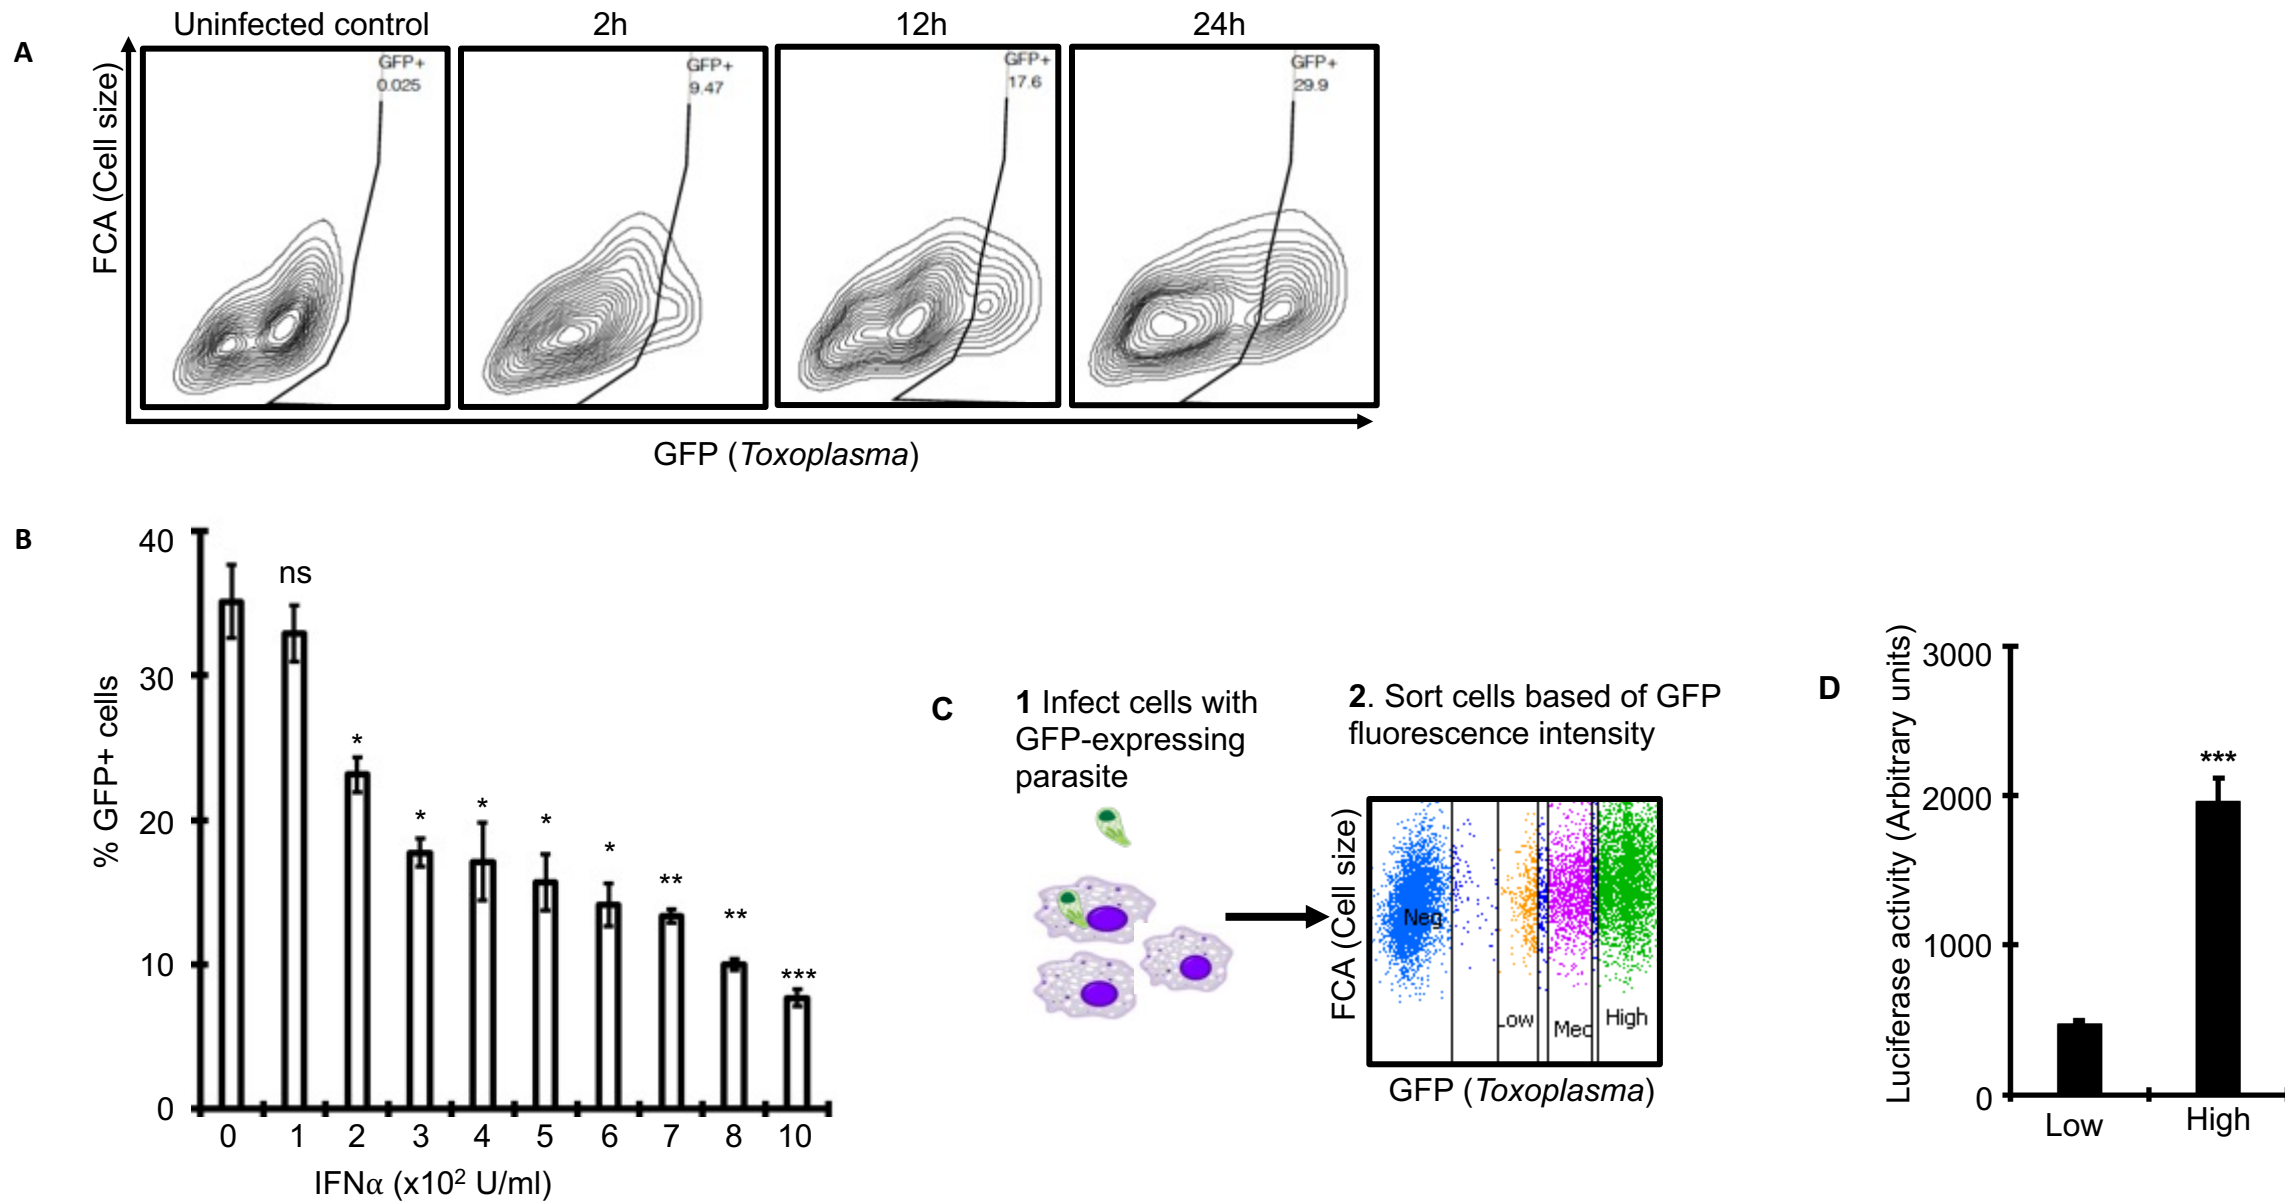 A
Uninfected control
2h
12h
24h
GFP+
0.025
GFP+
9.47
GFP+
17.6
GFP+
29.9
FCA (Cell size)
GFP (Toxoplasma)
B
% GFP+ cells
40
30
20
10
0
ns
*
*
*
*
*
**
**
***
0 1 2 3 4 5 6 7 8 10
IFNα (x10² U/ml)
C
1 Infect cells with
GFP-expressing
parasite
2. Sort cells based of GFP
fluorescence intensity
FCA (Cell size)
Neg
Low
Med
High
GFP (Toxoplasma)
D
Luciferase activity (Arbitrary units)
3000
2000
1000
0
***
Low
High